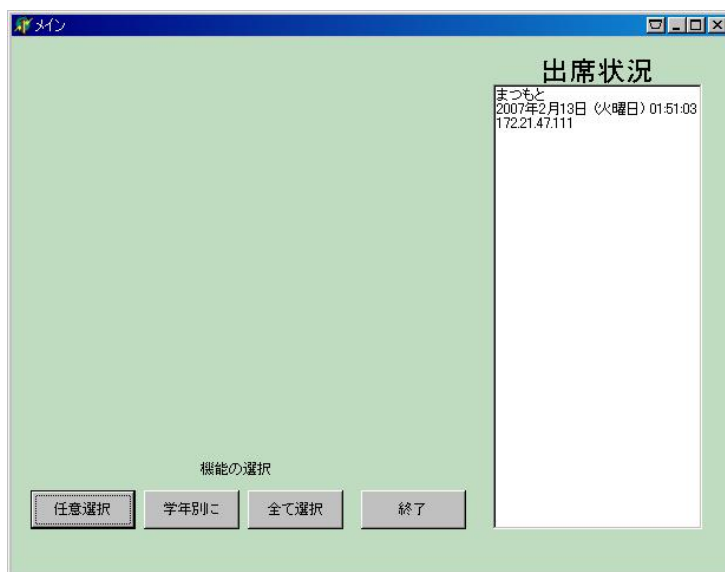 メイン
出席状況
まつもと
2007年2月13日 (火曜日) 01:51:03
172.21.47.111
機能の選択
任意選択 学年別に 全て選択 終了